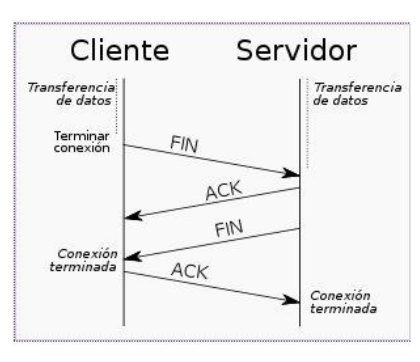 Cliente Servidor
Transferencia
de datos
Transferencia
de datos
Terminar
conexión
FIN
ACK
FIN
Conexión
terminada
ACK
Conexión
terminada